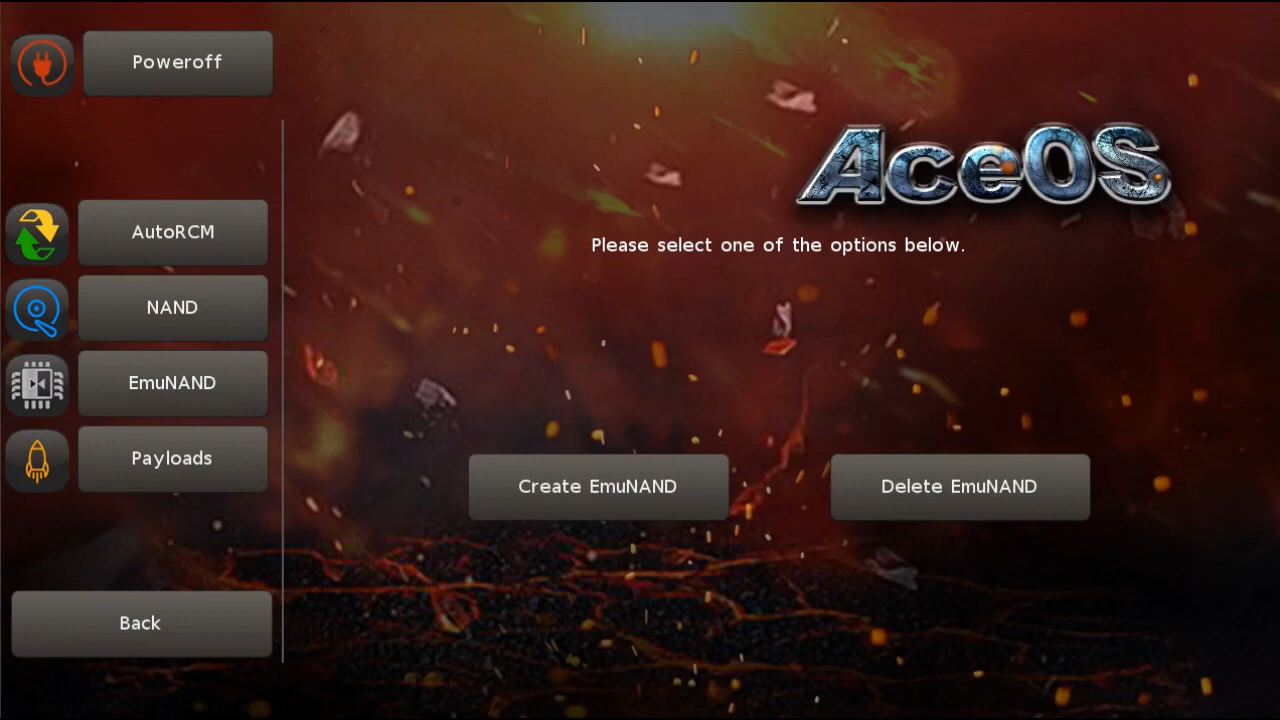 Poweroff
AceOS
Please select one of the options below.
AutoRCM
NAND
EmuNAND
Payloads
Create EmuNAND
Delete EmuNAND
Back